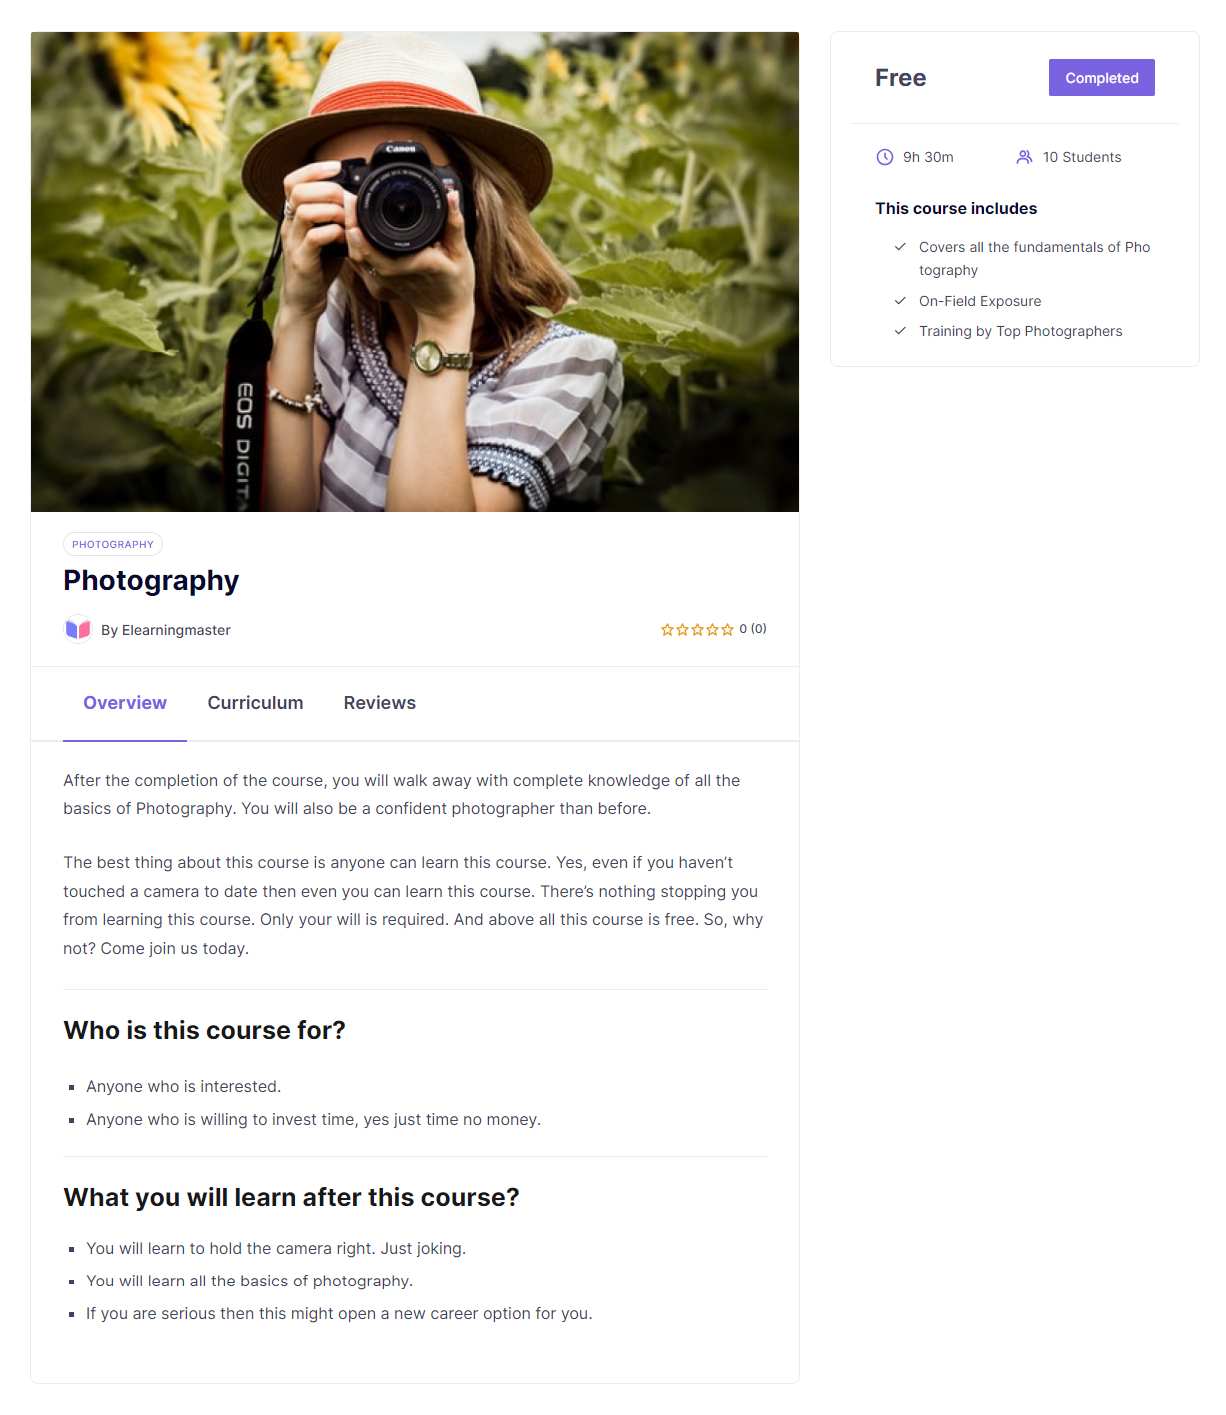 Canon
EOS DIGIT
PHOTOGRAPHY
Photography
By Elearningmaster
0 (0)
Overview Curriculum Reviews
After the completion of the course, you will walk away with complete knowledge of all the
basics of Photography. You will also be a confident photographer than before.
The best thing about this course is anyone can learn this course. Yes, even if you haven’t
touched a camera to date then even you can learn this course. There’s nothing stopping you
from learning this course. Only your will is required. And above all this course is free. So, why
not? Come join us today.
Who is this course for?
Anyone who is interested.
Anyone who is willing to invest time, yes just time no money.
What you will learn after this course?
You will learn to hold the camera right. Just joking.
You will learn all the basics of photography.
If you are serious then this might open a new career option for you.
Free
Completed
9h 30m
10 Students
This course includes
Covers all the fundamentals of Pho
tography
On-Field Exposure
Training by Top Photographers